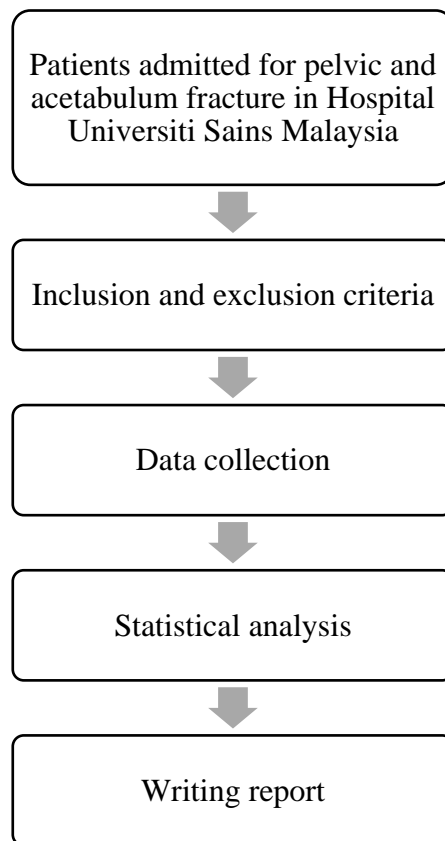 Patients admitted for pelvic and
acetabulum fracture in Hospital
Universiti Sains Malaysia
Inclusion and exclusion criteria
Data collection
Statistical analysis
Writing report